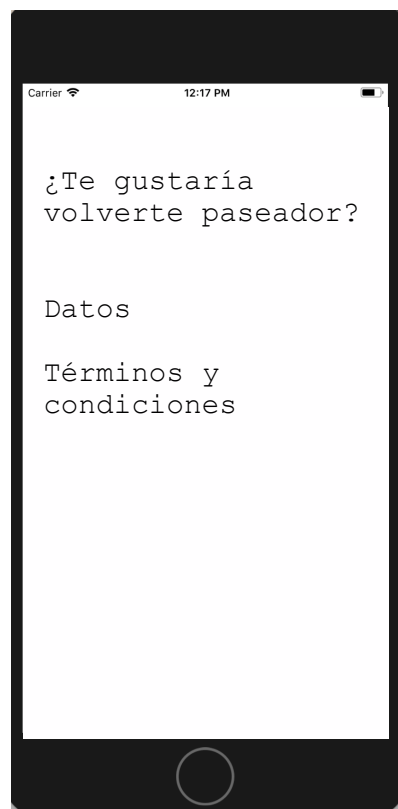 Carrier 12:17 PM
¿Te gustaría
volverte paseador?
Datos
Términos y
condiciones